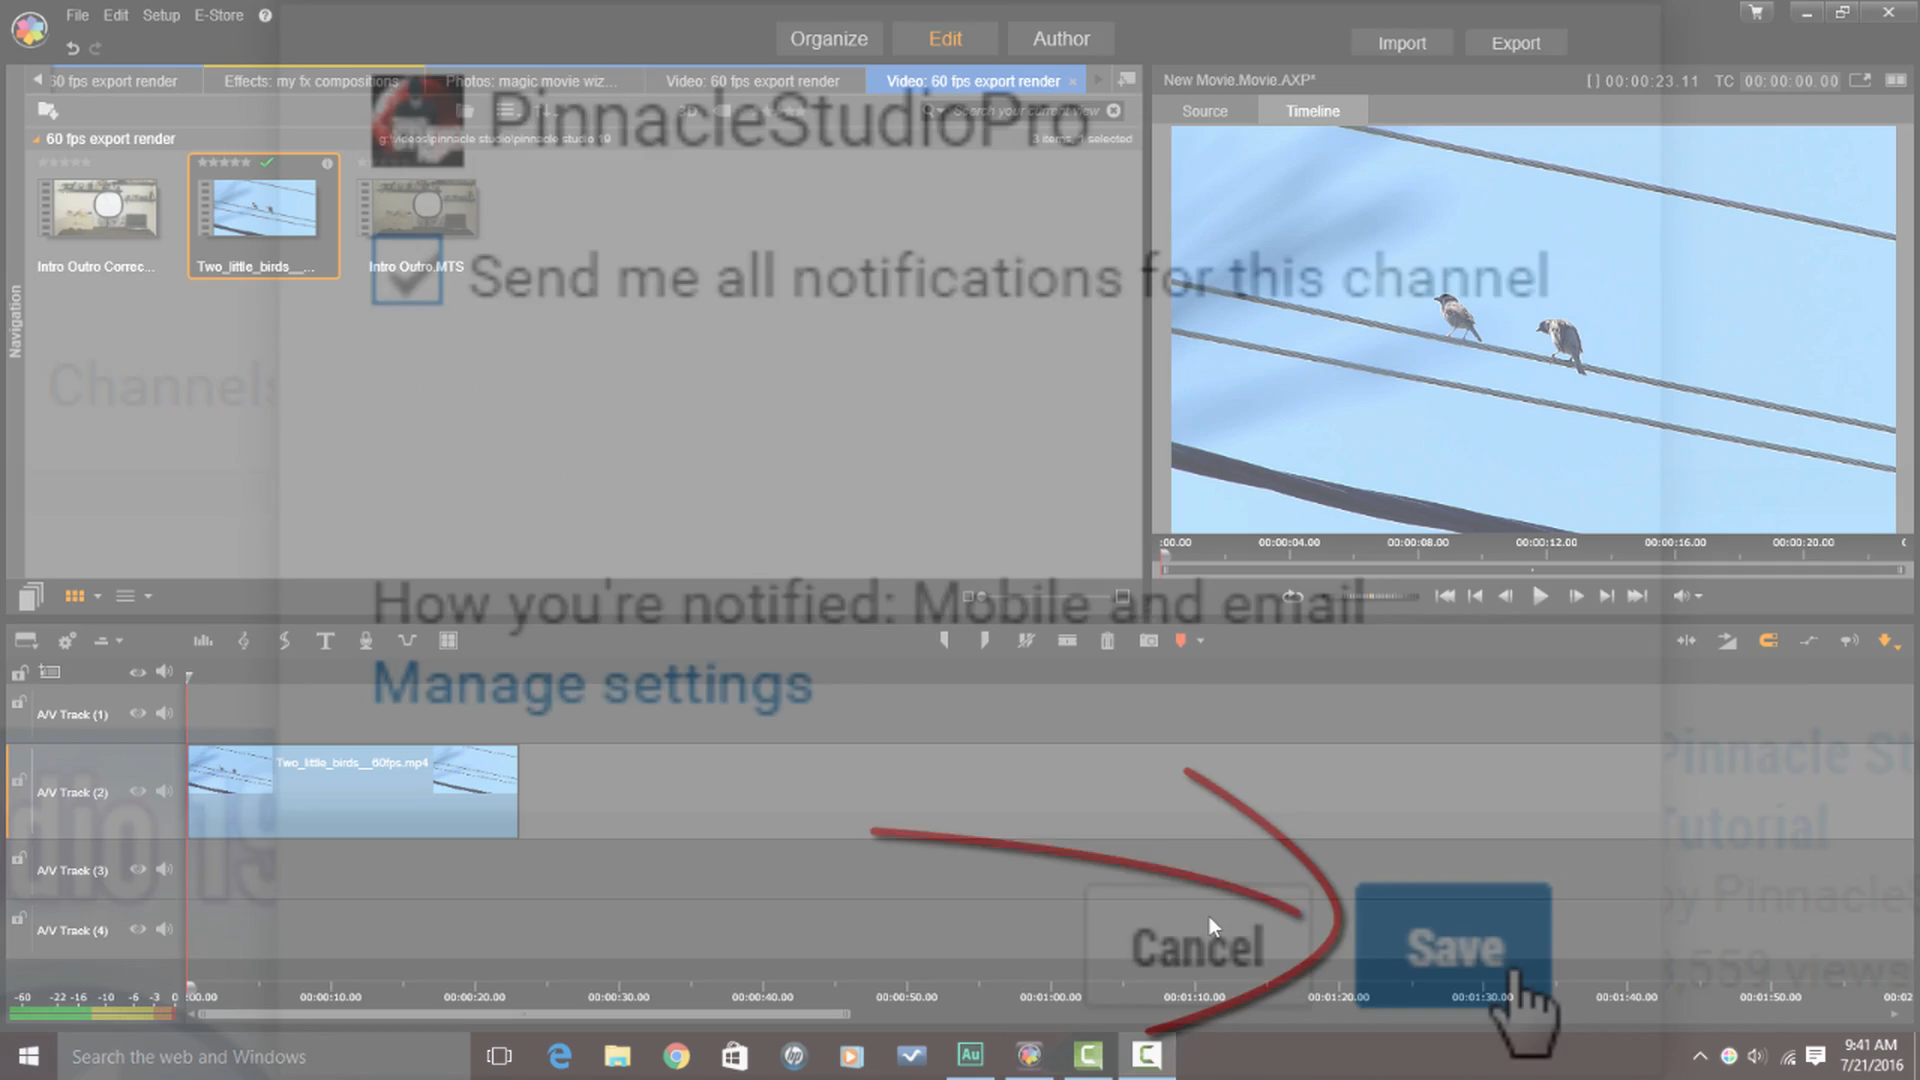 File Edit Setup E-Store ?
Organize Edit Author
Import Export
60 fps export render
Effects: my fx compositions
Photos: magic movie wiz...
Video: 60 fps export render
Video: 60 fps export render ×
New Movie.Movie.AXP*
[ ] 00:00:23.11 TC 00:00:00.00
Source Timeline
PinnacleStudioPro
Search your current view
60 fps export render
g:\videos\pinnacle studio\pinnacle studio 19
3 items, 1 selected
Intro Outro Correc...
Two_little_birds__...
Intro Outro.MTS
Send me all notifications for this channel
Navigation
Channels
:00.00 00:00:04.00 00:00:08.00 00:00:12.00 00:00:16.00 00:00:20.00
How you're notified: Mobile and email
Manage settings
A/V Track (1)
A/V Track (2)
Two_little_birds__60fps.mp4
A/V Track (3)
A/V Track (4)
dio 19
Pinnacle St
Tutorial
by PinnacleS
3,559 views
Cancel
Save
-60 -22 -16 -10 -6 -3 0
:00.00 00:00:10.00 00:00:20.00 00:00:30.00 00:00:40.00 00:00:50.00 00:01:00.00 00:01:10.00 00:01:20.00 00:01:30.00 00:01:40.00 00:01:50.00 00:02
Search the web and Windows
Au
9:41 AM
7/21/2016